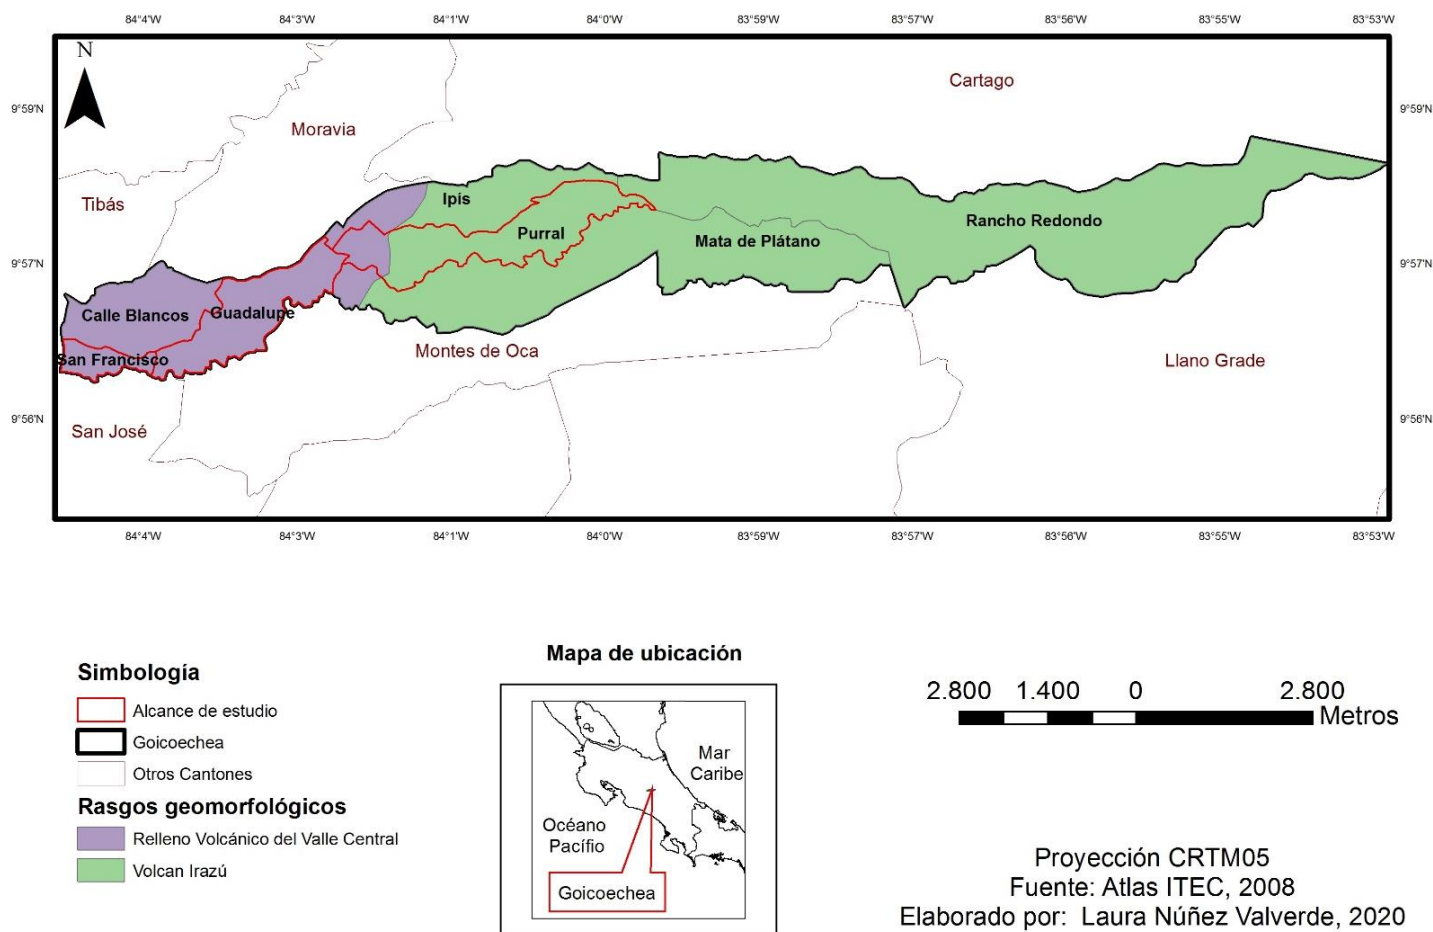 84°4'W 84°3'W 84°1'W 84°0'W 83°59'W 83°57'W 83°56'W 83°55'W 83°53'W
N
Cartago
9°59'N 9°59'N
Moravia
Ipís
Tibás
Rancho Redondo
Purral
Mata de Plátano
9°57'N 9°57'N
Calle Blancos
Guadalupe
Montes de Oca
San Francisco
Llano Grade
9°56'N 9°56'N
San José
84°4'W 84°3'W 84°1'W 84°0'W 83°59'W 83°57'W 83°56'W 83°55'W 83°53'W
Simbología
Alcance de estudio
Goicoechea
Otros Cantones
Rasgos geomorfológicos
Relleno Volcánico del Valle Central
Volcan Irazú
Mapa de ubicación
Mar
Caribe
Océano
Pacífio
Goicoechea
2.800 1.400 0 2.800
Metros
Proyección CRTM05
Fuente: Atlas ITEC, 2008
Elaborado por: Laura Núñez Valverde, 2020